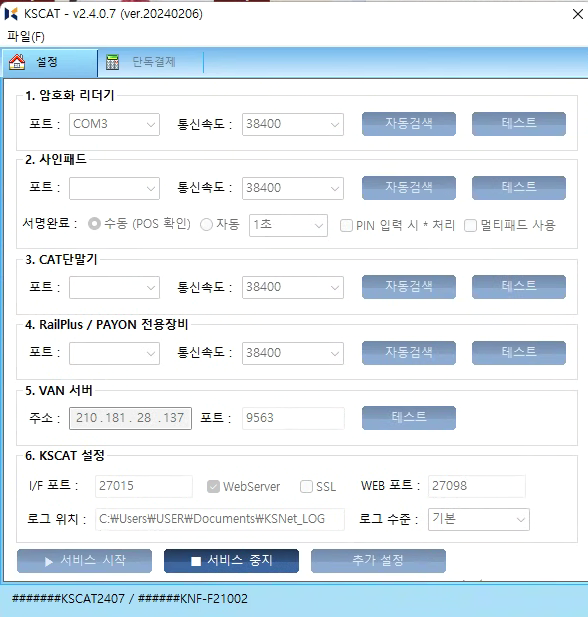 KSCAT - v2.4.0.7 (ver.20240206)
파일(F)
설정 단독결제
1. 암호화 리더기
포트 : COM3 통신속도 : 38400 자동검색 테스트
2. 사인패드
포트 : 통신속도 : 38400 자동검색 테스트
서명완료 : 수동 (POS 확인) 자동 1초 PIN 입력 시 * 처리 멀티패드 사용
3. CAT단말기
포트 : 통신속도 : 38400 자동검색 테스트
4. RailPlus / PAYON 전용장비
포트 : 통신속도 : 38400 자동검색 테스트
5. VAN 서버
주소 : 210 . 181 . 28 . 137 포트 : 9563 테스트
6. KSCAT 설정
I/F 포트 : 27015 WebServer SSL WEB 포트 : 27098
로그 위치 : C:₩Users₩USER₩Documents₩KSNet_LOG 로그 수준 : 기본
▶ 서비스 시작 ■ 서비스 중지 추가 설정
#######KSCAT2407 / ######KNF-F21002